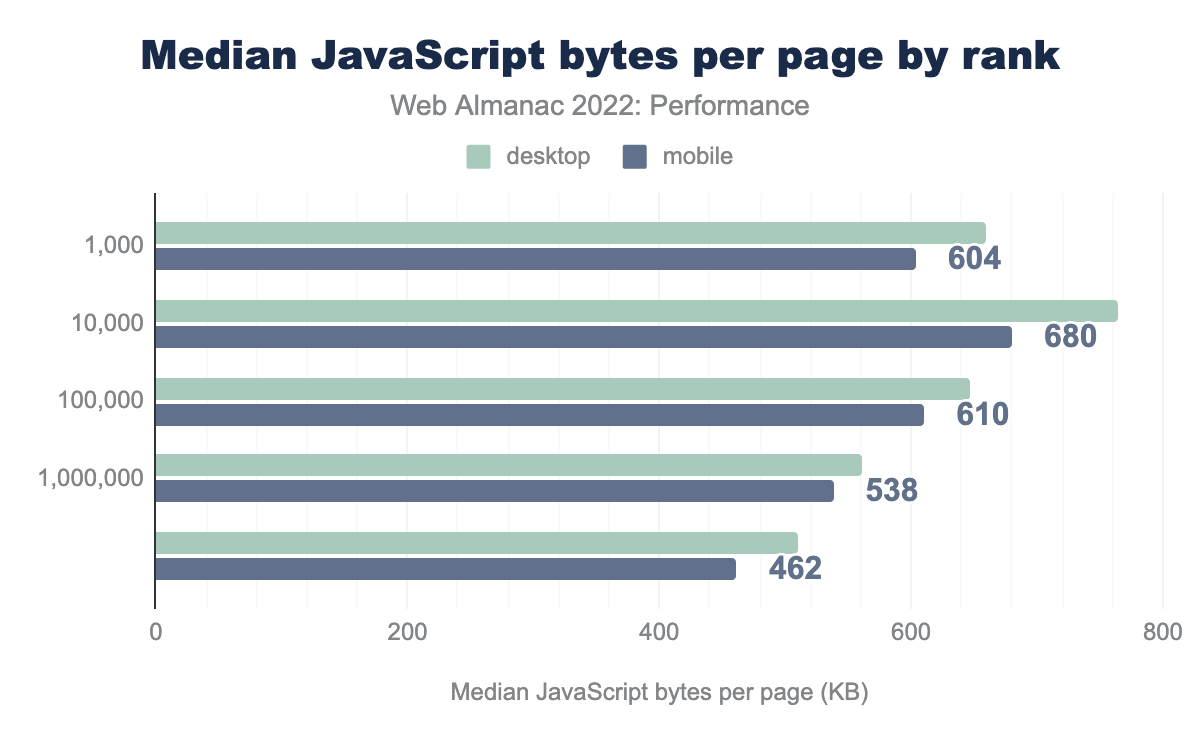 Median JavaScript bytes per page by rank
Web Almanac 2022: Performance
desktop mobile
1,000
604
10,000
680
100,000
610
1,000,000
538
462
0 200 400 600 800
Median JavaScript bytes per page (KB)